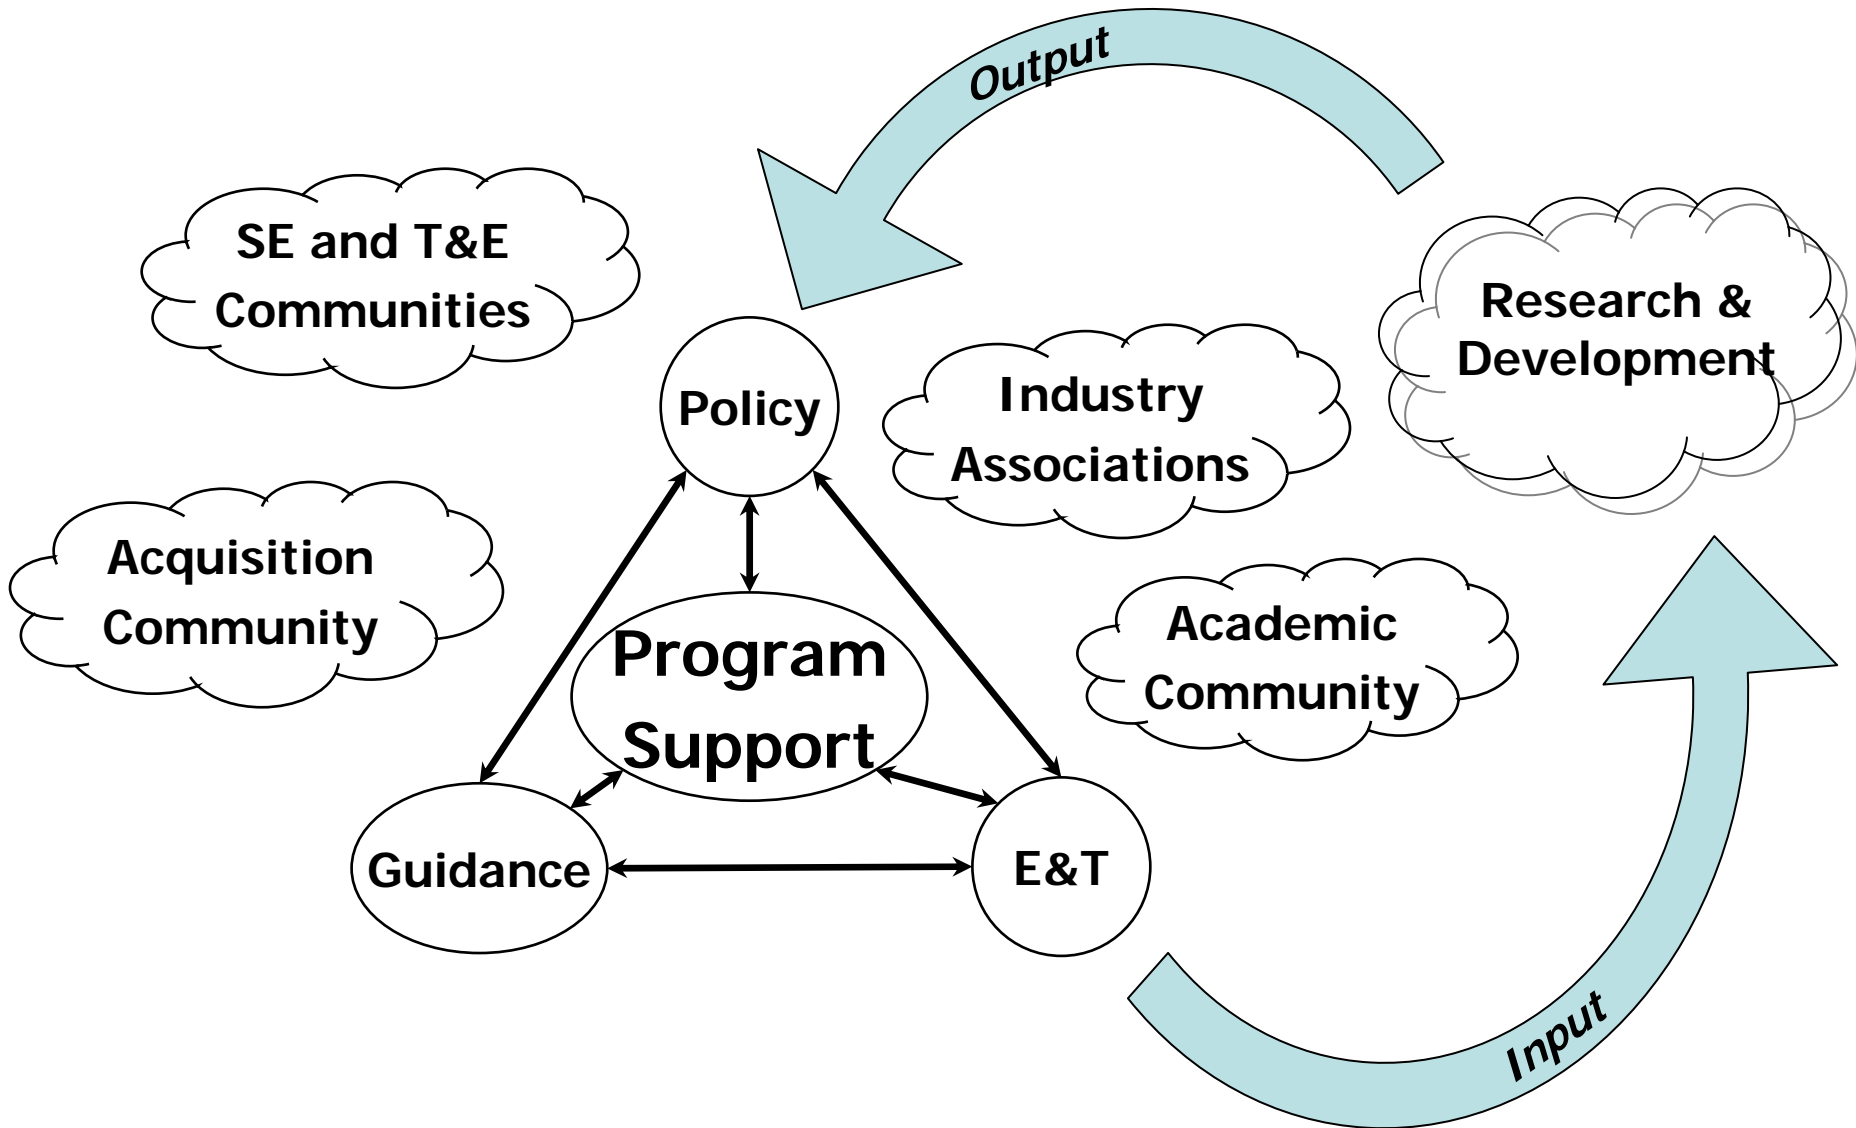 Output
SE and T&E
Communities
Research &
Development
Policy
Industry
Associations
Acquisition
Community
Program
Support
Academic
Community
Guidance
E&T
Input